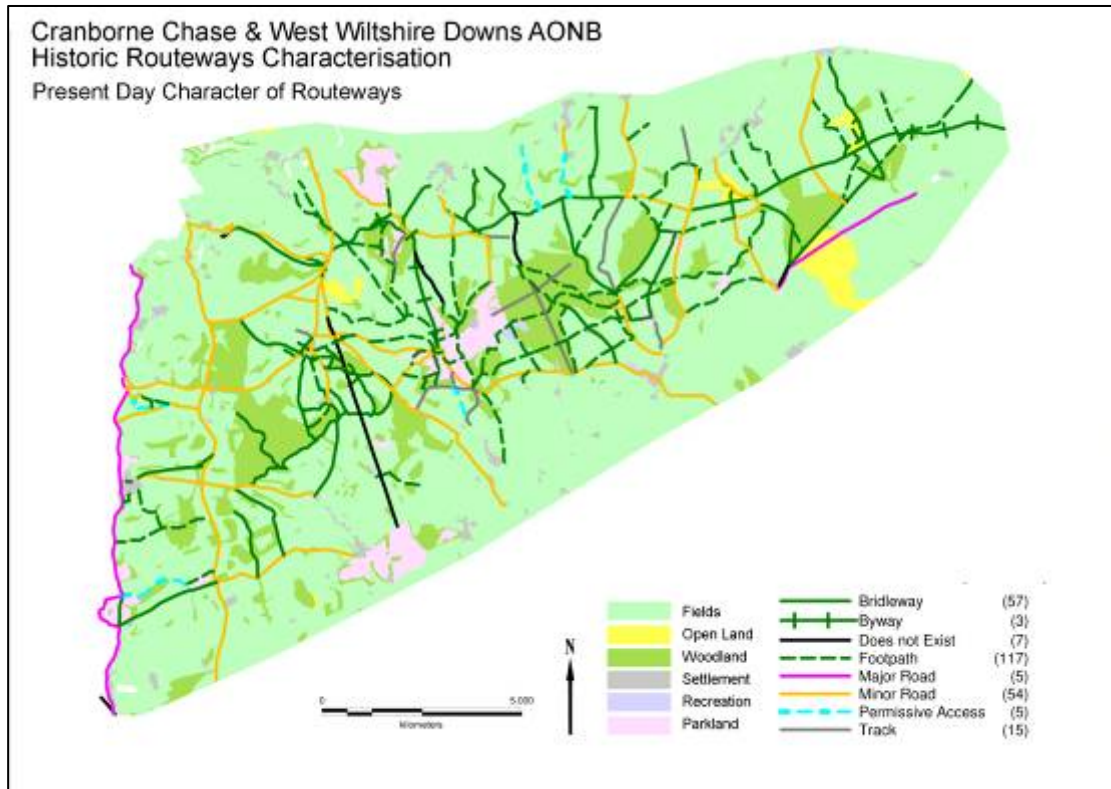 Cranborne Chase & West Wiltshire Downs AONB
Historic Routeways Characterisation
Present Day Character of Routeways
Fields
Open Land
Woodland
Settlement
Recreation
Parkland
Bridleway (57)
Byway (3)
Does not Exist (7)
Footpath (117)
Major Road (5)
Minor Road (54)
Permissive Access (5)
Track (15)
N
0 5,000
kilometers